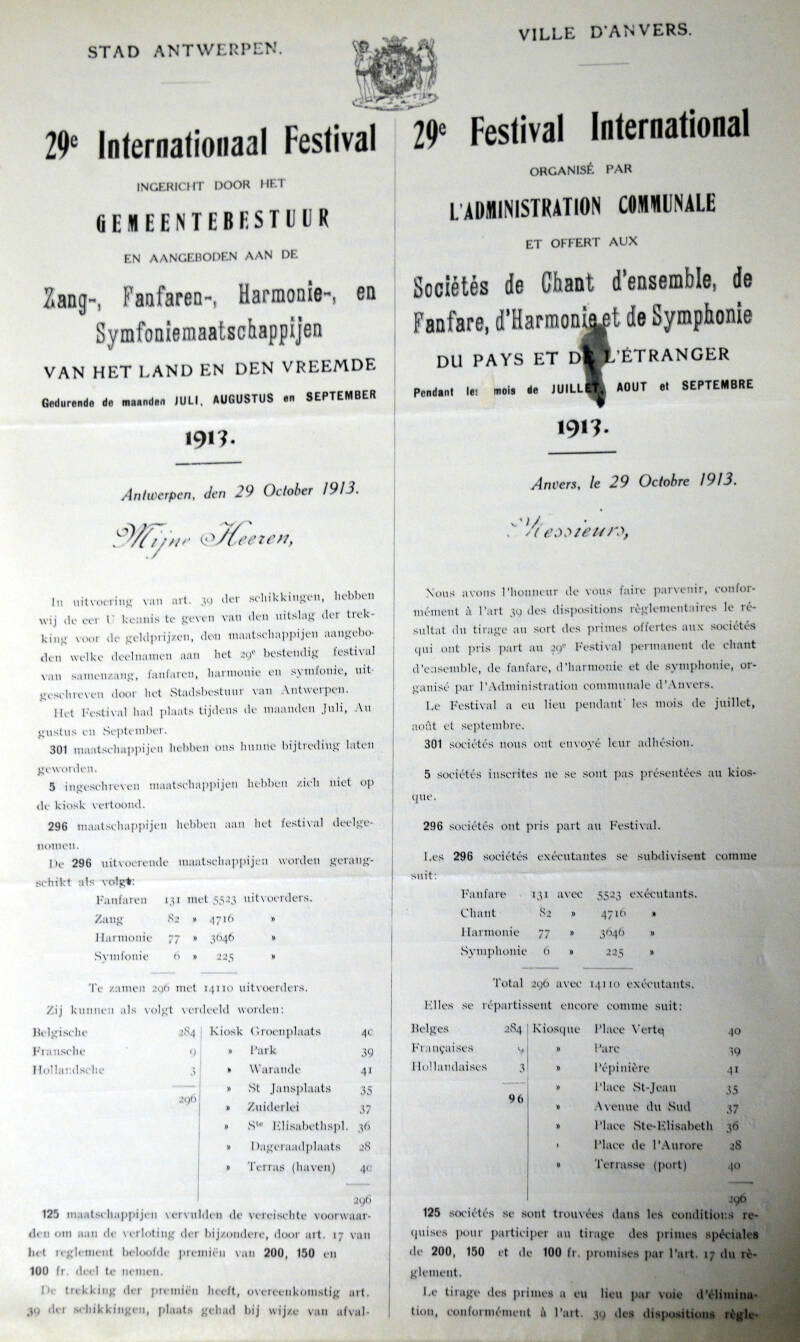 STAD ANTWERPEN.
29e Internationaal Festival
INGERICHT DOOR HET
GEMEENTEBESTUUR
EN AANGEBODEN AAN DE
Zang-, Fanfaren-, Harmonie-, en
Symfoniemaatschappijen
VAN HET LAND EN DEN VREEMDE
Gedurende de maanden JULI, AUGUSTUS en SEPTEMBER
1913.
Antwerpen, den 29 October 1913.
Mijne Heeren,
In uitvoering van art. 39 der schikkingen, hebben
wij de eer U kennis te geven van den uitslag der trek-
king voor de geldprijzen, den maatschappijen aangebo-
den welke deelnamen aan het 29e bestendig festival
van samenzang, fanfaren, harmonie en symfonie, uit-
geschreven door het Stadsbestuur van Antwerpen.
Het Festival had plaats tijdens de maanden Juli, Au
gustus en September.
301 maatschappijen hebben ons hunne bijtreding laten
geworden.
5 ingeschreven maatschappijen hebben zich niet op
de kiosk vertoond.
296 maatschappijen hebben aan het festival deelge-
nomen.
De 296 uitvoerende maatschappijen worden gerang-
schikt als volgt:
Fanfaren 131 met 5523 uitvoerders.
Zang 82 » 4716 »
Harmonie 77 » 3646 »
Symfonie 6 » 225 »
Te zamen 296 met 14110 uitvoerders.
Zij kunnen als volgt verdeeld worden:
Belgische 284 Kiosk Groenplaats 40
Fransche 9 » Park 39
Hollandsche 3 » Warande 41
» St Jansplaats 35
296 » Zuiderlei 37
» Ste Elisabethspl. 36
» Dageraadplaats 28
» Terras (haven) 40
296
125 maatschappijen vervulden de vereischte voorwaar-
den om aan de verloting der bijzondere, door art. 17 van
het reglement beloofde premiën van 200, 150 en
100 fr. deel te nemen.
De trekking der premiën heeft, overeenkomstig art.
39 der schikkingen, plaats gehad bij wijze van afval-
VILLE D'ANVERS.
29e Festival International
ORGANISÉ PAR
L'ADMINISTRATION COMMUNALE
ET OFFERT AUX
Sociétés de Chant d'ensemble, de
Fanfare, d'Harmonie et de Symphonie
DU PAYS ET DE L'ÉTRANGER
Pendant les mois de JUILLET, AOUT et SEPTEMBRE
1913.
Anvers, le 29 Octobre 1913.
Messieurs,
Nous avons l'honneur de vous faire parvenir, confor-
mément à l'art 39 des dispositions règlementaires le ré-
sultat du tirage au sort des primes offertes aux sociétés
qui ont pris part au 29e Festival permanent de chant
d'ensemble, de fanfare, d'harmonie et de symphonie, or-
ganisé par l'Administration communale d'Anvers.
Le Festival a eu lieu pendant les mois de juillet,
août et septembre.
301 sociétés nous ont envoyé leur adhésion.
5 sociétés inscrites ne se sont pas présentées au kios-
que.
296 sociétés ont pris part au Festival.
Les 296 sociétés exécutantes se subdivisent comme
suit:
Fanfare 131 avec 5523 exécutants.
Chant 82 » 4716 »
Harmonie 77 » 3646 »
Symphonie 6 » 225 »
Total 296 avec 14110 exécutants.
Elles se répartissent encore comme suit:
Belges 284 Kiosque Place Verte 40
Françaises 9 » Parc 39
Hollandaises 3 » Pépinière 41
» Place St-Jean 35
96 » Avenue du Sud 37
» Place Ste-Elisabeth 36
» Place de l'Aurore 28
» Terrasse (port) 40
296
125 sociétés se sont trouvées dans les conditions re-
quises pour participer au tirage des primes spéciales
de 200, 150 et de 100 fr. promises par l'art. 17 du rè-
glement.
Le tirage des primes a eu lieu par voie d'élimina-
tion, conformément à l'art. 39 des dispositions règle-